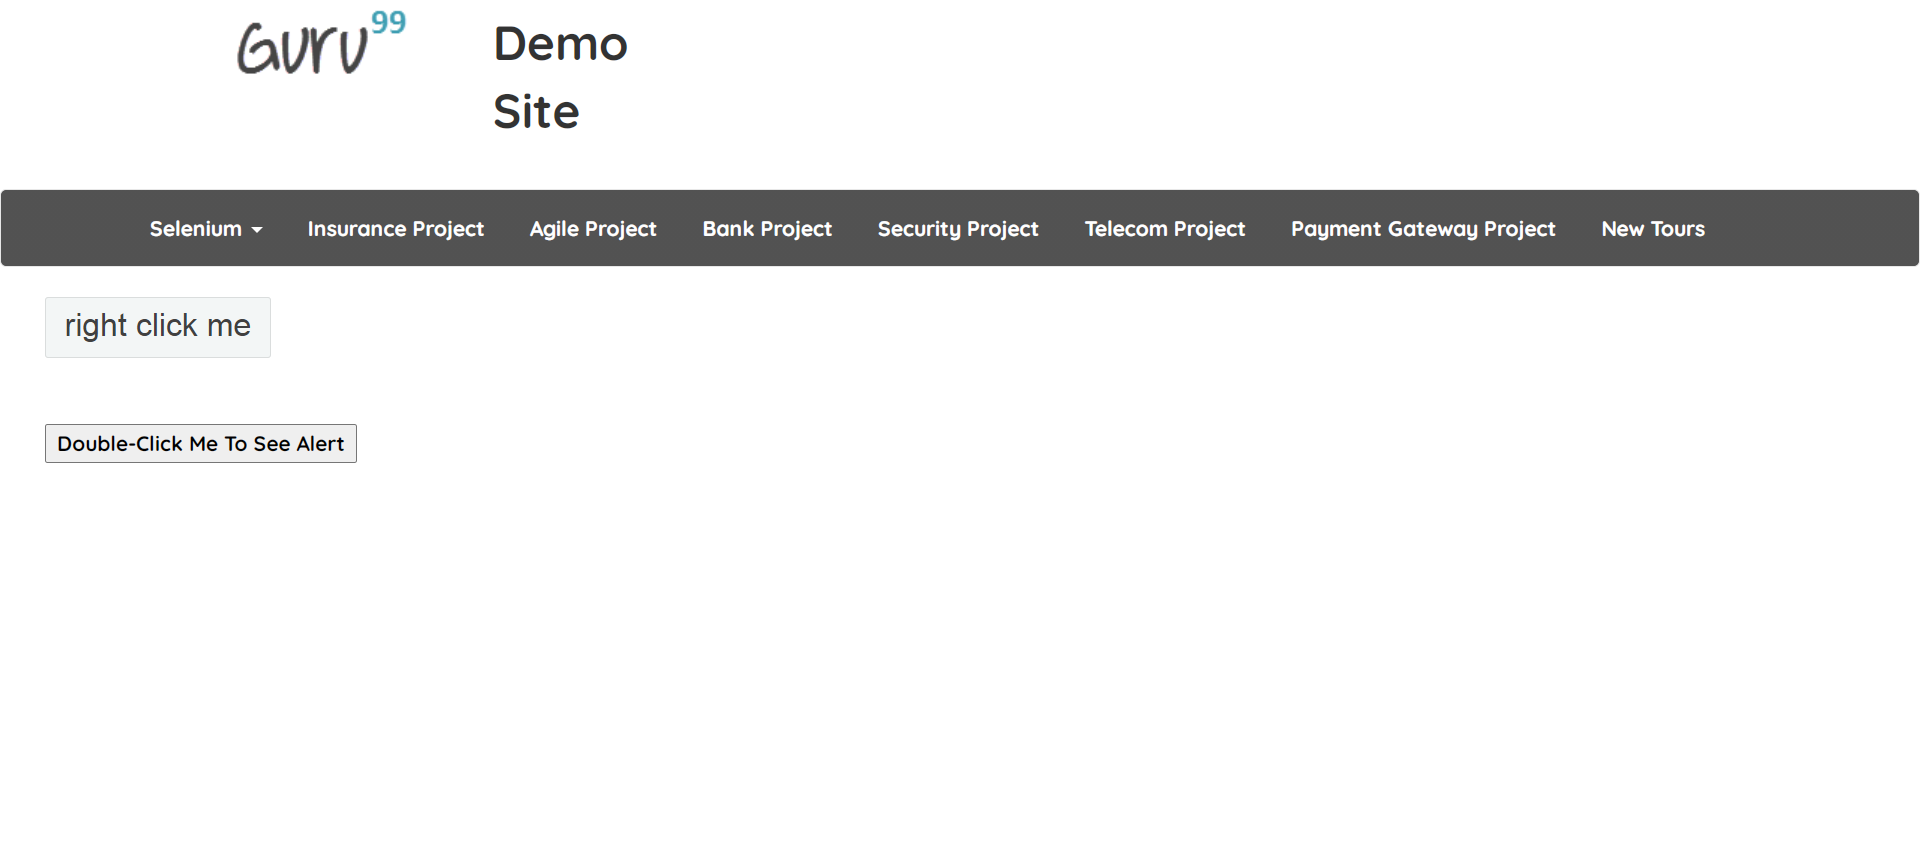 Guru99
Demo
Site
Selenium
Insurance Project
Agile Project
Bank Project
Security Project
Telecom Project
Payment Gateway Project
New Tours
right click me
Double-Click Me To See Alert